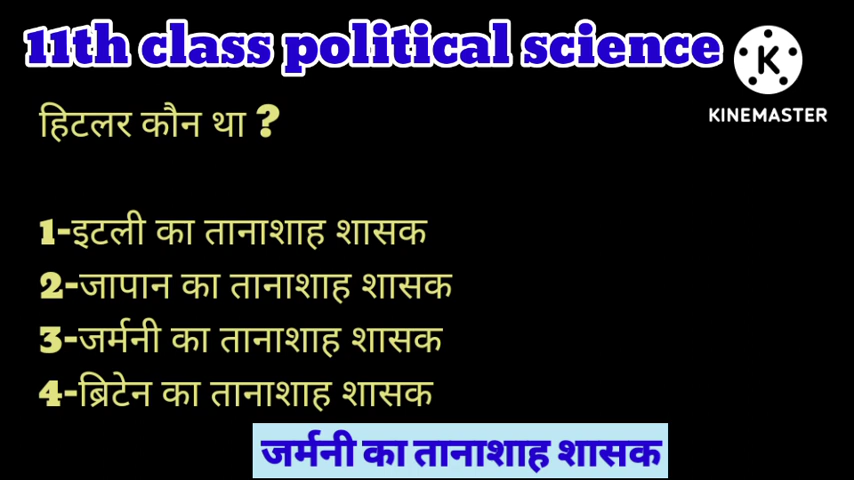 11th class political science
K
KINEMASTER
हिटलर कौन था ?
1-इटली का तानाशाह शासक
2-जापान का तानाशाह शासक
3-जर्मनी का तानाशाह शासक
4-ब्रिटेन का तानाशाह शासक
जर्मनी का तानाशाह शासक